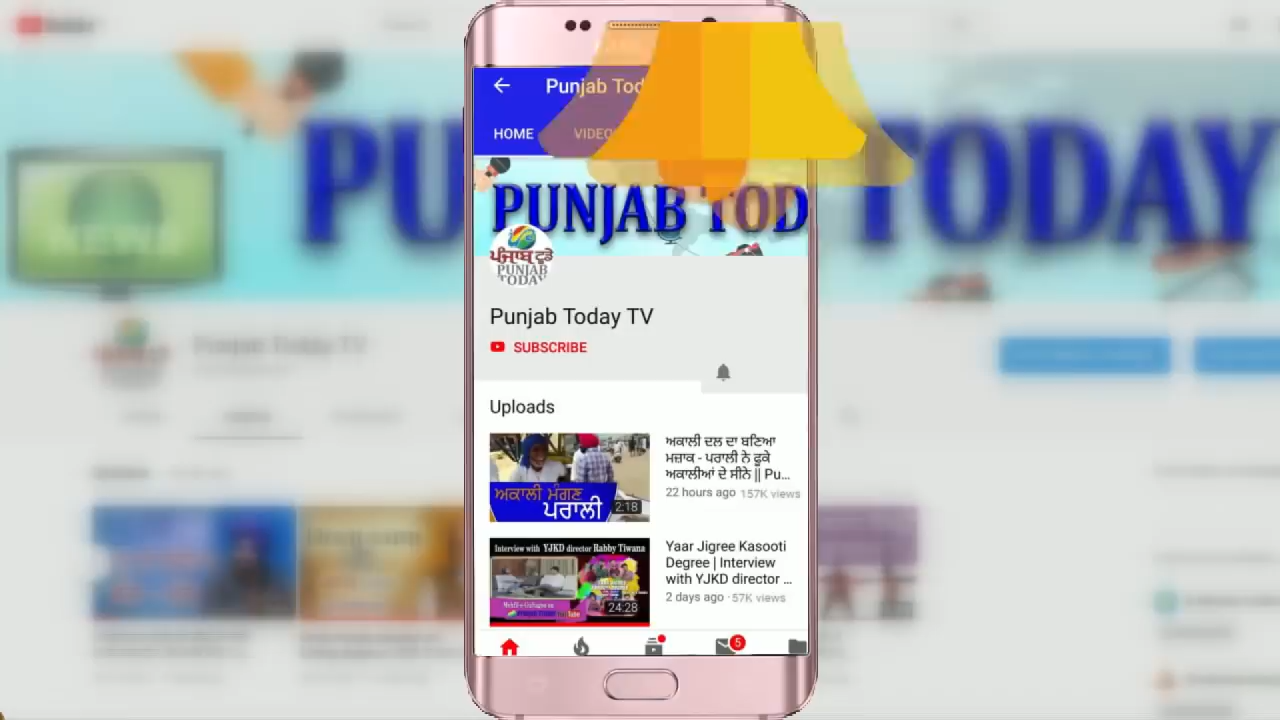 PU
TODAY
Punjab Tod
HOME
VIDEO
PUNJAB TOD
ਪੰਜਾਬ ਟੁਡੇ
PUNJAB
TODAY
Punjab Today TV
SUBSCRIBE
Uploads
ਅਕਾਲੀ ਮੰਗਣ
ਪਰਾਲੀ
2:18
ਅਕਾਲੀ ਦਲ ਦਾ ਬਣਿਆ
ਮਜ਼ਾਕ - ਪਰਾਲੀ ਨੇ ਫੂਕੇ
ਅਕਾਲੀਆਂ ਦੇ ਸੀਨੇ || Pu...
22 hours ago 157K views
Interview with YJKD director Rabby Tiwana
24:28
Yaar Jigree Kasooti
Degree | Interview
with YJKD director ...
2 days ago · 57K views
5